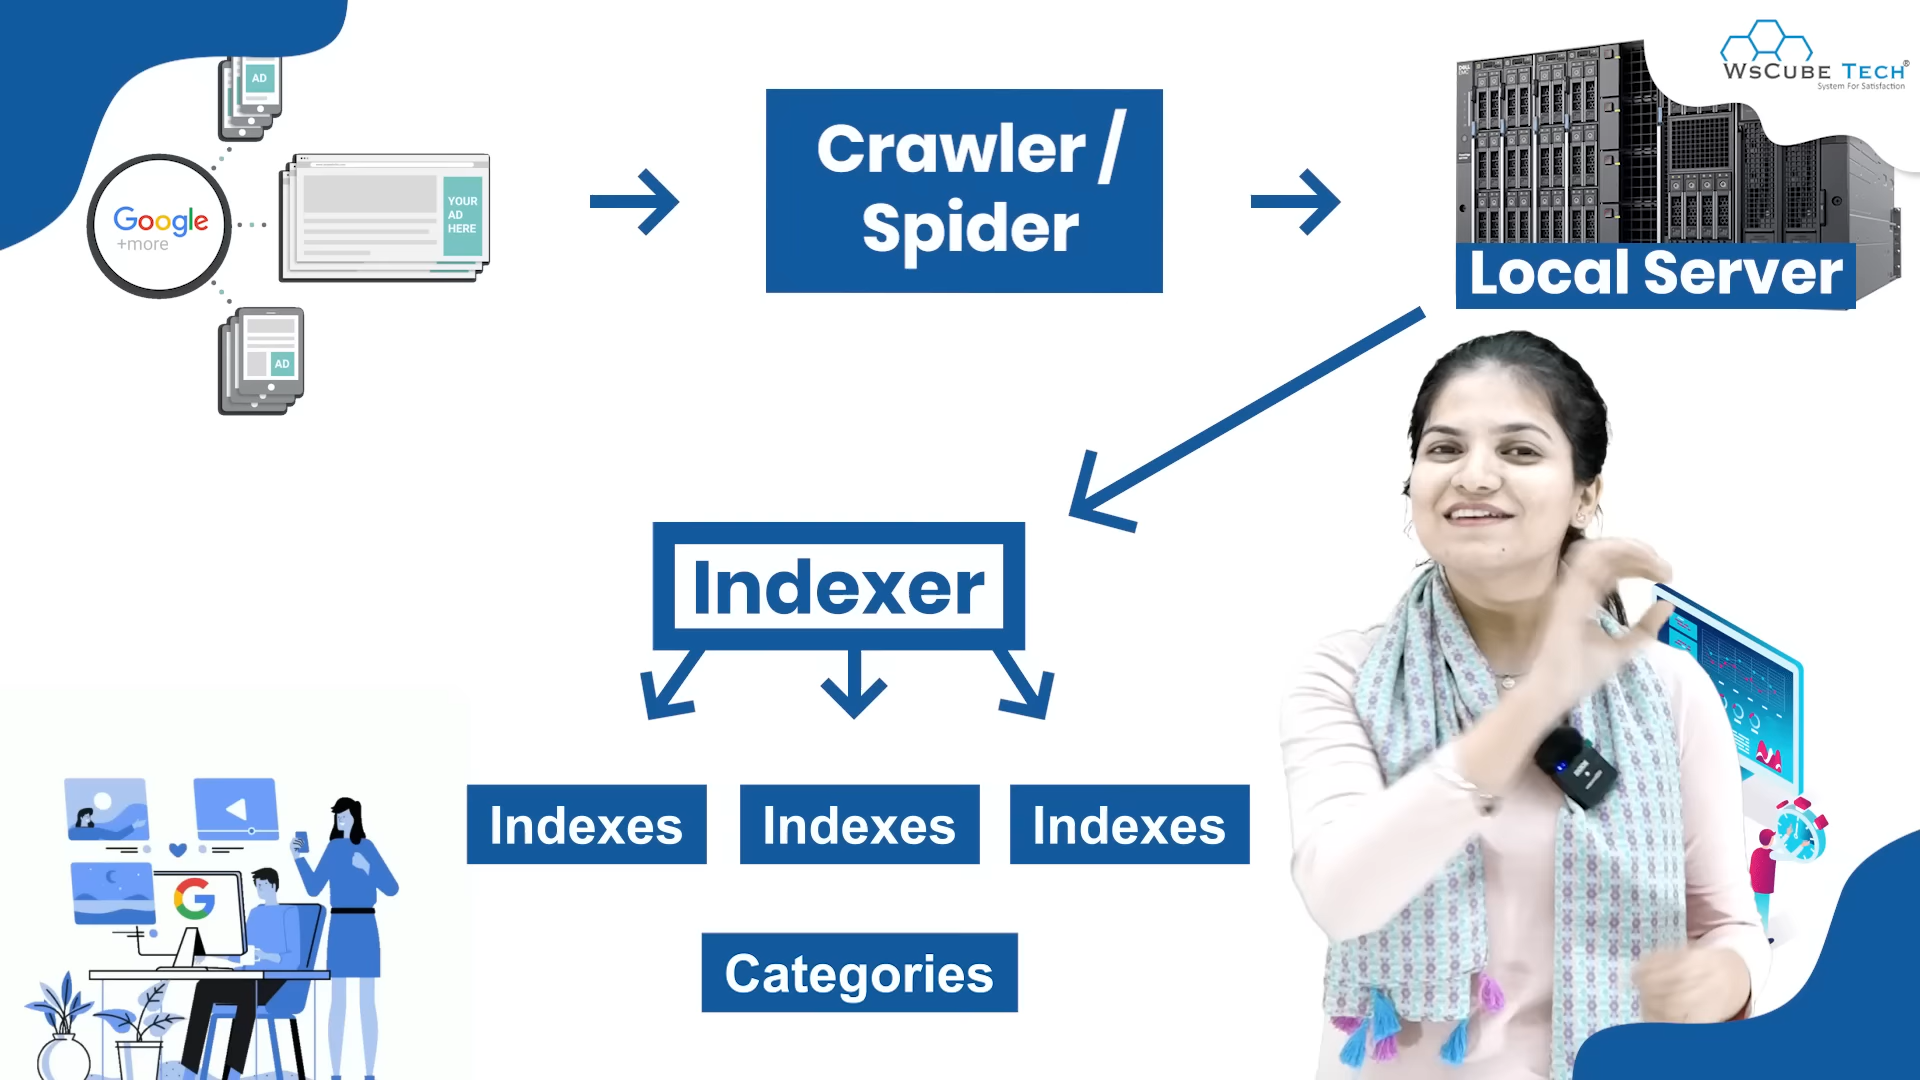 AD
WsCube Tech®
System For Satisfaction
Crawler /
Spider
YOUR
AD
HERE
Google
+more
Local Server
AD
Indexer
Indexes
Indexes
Indexes
Categories